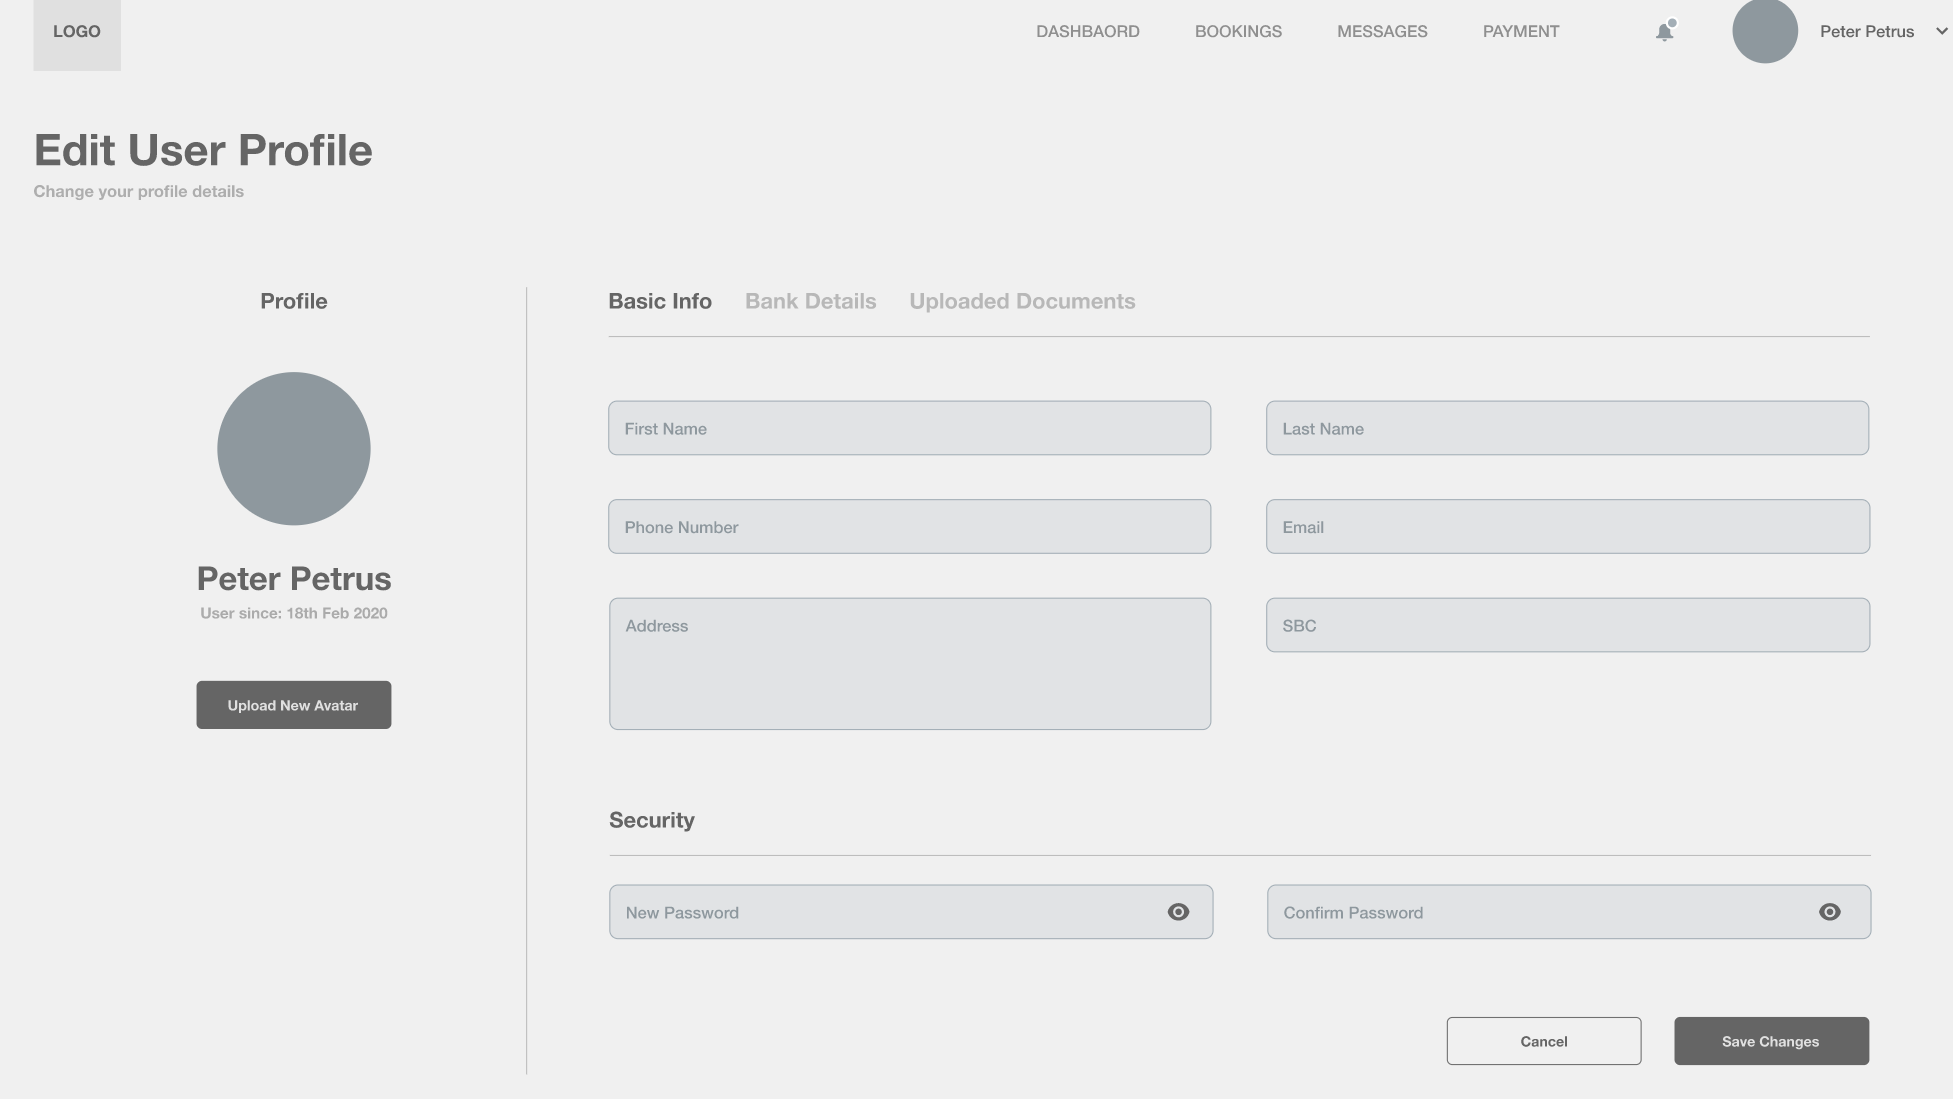 LOGO
DASHBAORD
BOOKINGS
MESSAGES
PAYMENT
Peter Petrus
Edit User Profile
Change your profile details
Profile
Peter Petrus
User since: 18th Feb 2020
Upload New Avatar
Basic Info
Bank Details
Uploaded Documents
First Name
Last Name
Phone Number
Email
Address
SBC
Security
New Password
Confirm Password
Cancel
Save Changes